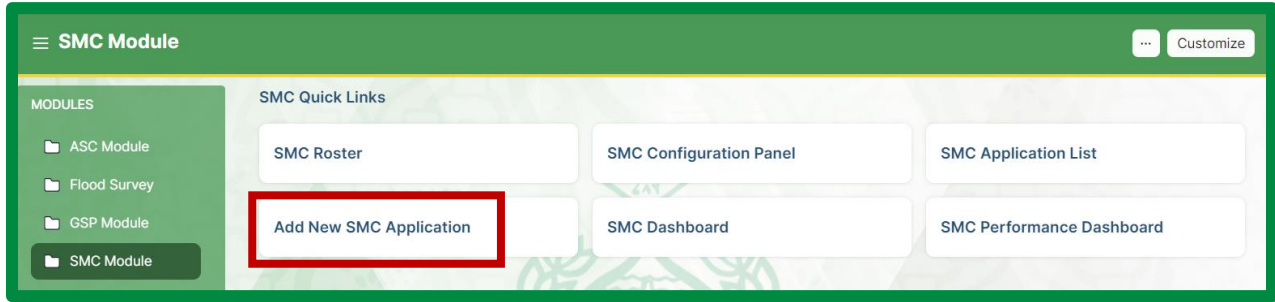 SMC Module
... Customize
MODULES
ASC Module
Flood Survey
GSP Module
SMC Module
SMC Quick Links
SMC Roster
SMC Configuration Panel
SMC Application List
Add New SMC Application
SMC Dashboard
SMC Performance Dashboard